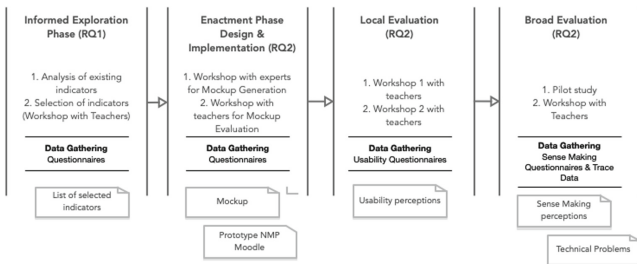 Informed Exploration
Phase (RQ1)
1. Analysis of existing
indicators
2. Selection of indicators
(Workshop with Teachers)
Data Gathering
Questionnaires
List of selected
indicators
Enactment Phase
Design &
Implementation (RQ2)
1. Workshop with experts
for Mockup Generation
2. Workshop with
teachers for Mockup
Evaluation
Data Gathering
Questionnaires
Mockup
Prototype NMP
Moodle
Local Evaluation
(RQ2)
1. Workshop 1 with
teachers
2. Workshop 2 with
teachers
Data Gathering
Usability Questionnaires
Usability perceptions
Broad Evaluation
(RQ2)
1. Pilot study
2. Workshop with
Teachers
Data Gathering
Sense Making
Questionnaires & Trace
Data
Sense Making
perceptions
Technical Problems